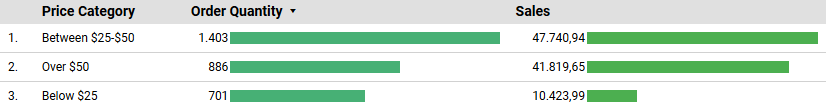 Price Category Order Quantity Sales
1. Between $25-$50 1.403 47.740,94
2. Over $50 886 41.819,65
3. Below $25 701 10.423,99